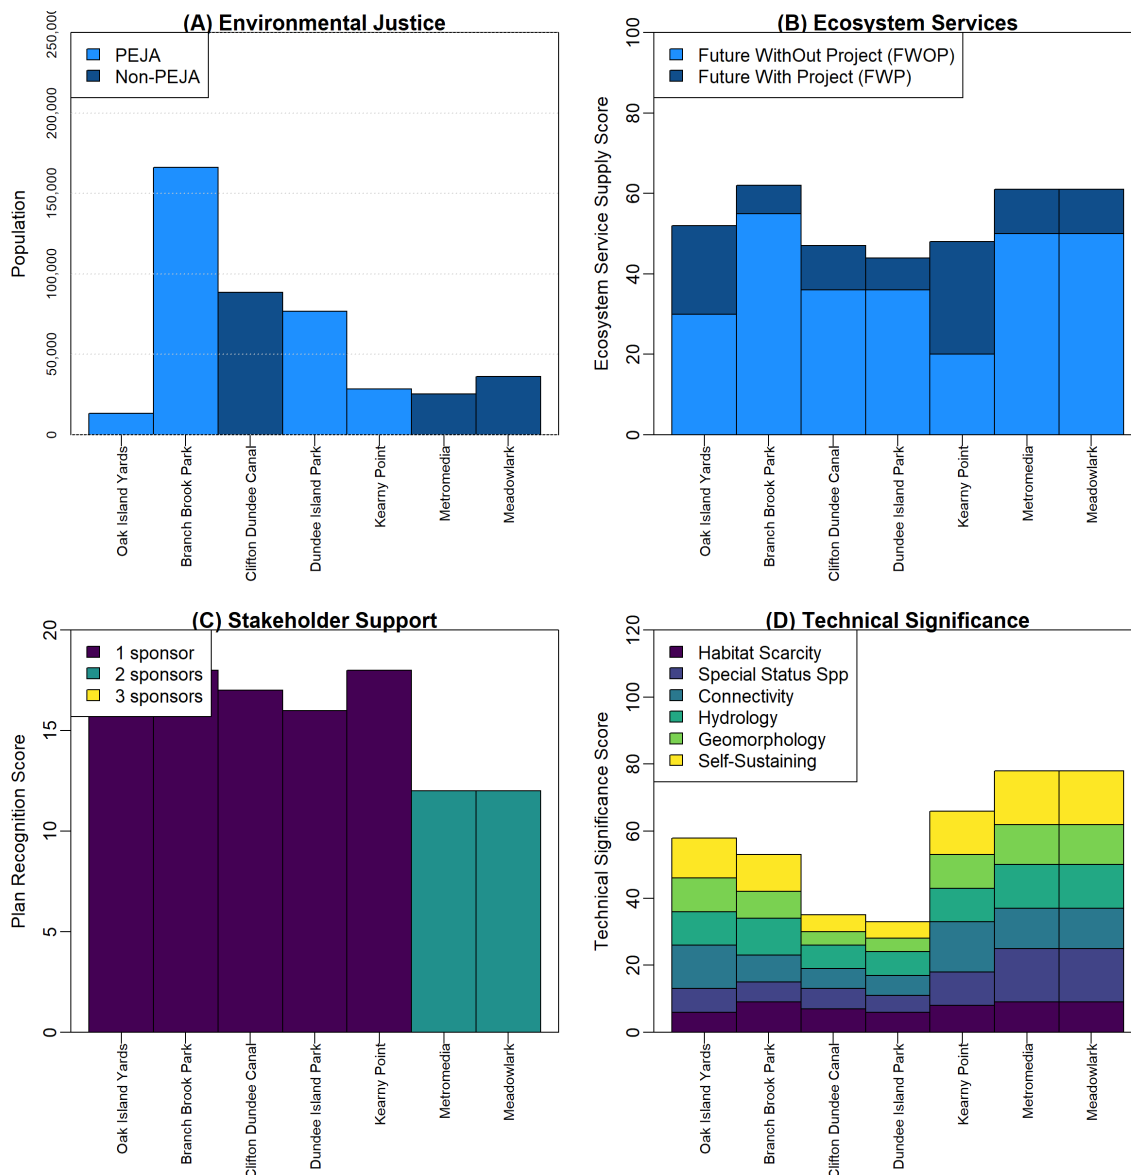 (A) Environmental Justice
PEJA
Non-PEJA
Population
0
50,000
100,000
150,000
200,000
250,000
Oak Island Yards
Branch Brook Park
Clifton Dundee Canal
Dundee Island Park
Kearny Point
Metromedia
Meadowlark
(B) Ecosystem Services
Future WithOut Project (FWOP)
Future With Project (FWP)
Ecosystem Service Supply Score
0
20
40
60
80
100
Oak Island Yards
Branch Brook Park
Clifton Dundee Canal
Dundee Island Park
Kearny Point
Metromedia
Meadowlark
(C) Stakeholder Support
1 sponsor
2 sponsors
3 sponsors
Plan Recognition Score
0
5
10
15
20
Oak Island Yards
Branch Brook Park
Clifton Dundee Canal
Dundee Island Park
Kearny Point
Metromedia
Meadowlark
(D) Technical Significance
Habitat Scarcity
Special Status Spp
Connectivity
Hydrology
Geomorphology
Self-Sustaining
Technical Significance Score
0
20
40
60
80
100
120
Oak Island Yards
Branch Brook Park
Clifton Dundee Canal
Dundee Island Park
Kearny Point
Metromedia
Meadowlark